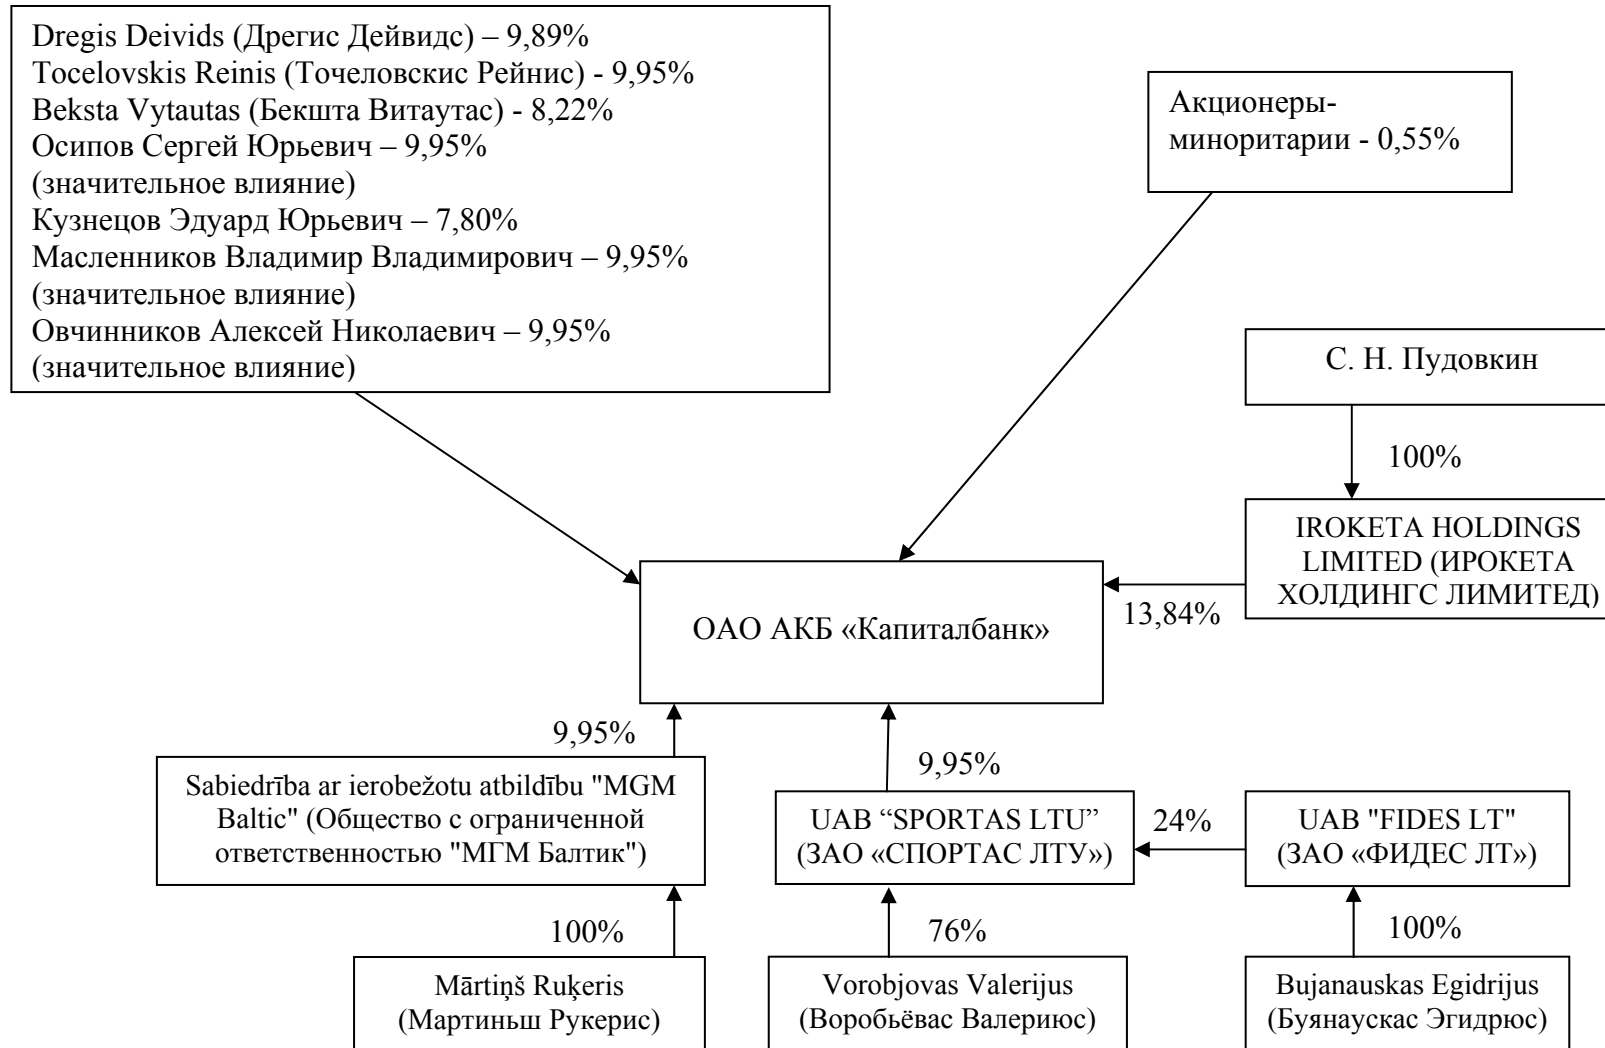 Dregis Deivids (Дрегис Дейвидс) – 9,89%
Tocelovskis Reinis (Точеловскис Рейнис) - 9,95%
Beksta Vytautas (Бекшта Витаутас) - 8,22%
Осипов Сергей Юрьевич – 9,95%
(значительное влияние)
Кузнецов Эдуард Юрьевич – 7,80%
Масленников Владимир Владимирович – 9,95%
(значительное влияние)
Овчинников Алексей Николаевич – 9,95%
(значительное влияние)
Акционеры-
миноритарии - 0,55%
С. Н. Пудовкин
100%
IROKETA HOLDINGS
LIMITED (ИРОКЕТА
ХОЛДИНГС ЛИМИТЕД)
13,84%
ОАО АКБ «Капиталбанк»
9,95%
Sabiedrība ar ierobežotu atbildību "MGM
Baltic" (Общество с ограниченной
ответственностью "МГМ Балтик")
100%
Mārtiņš Ruķeris
(Мартиньш Рукерис)
9,95%
UAB “SPORTAS LTU”
(ЗАО «СПОРТАС ЛТУ»)
76%
Vorobjovas Valerijus
(Воробьёвас Валериюс)
24%
UAB "FIDES LT"
(ЗАО «ФИДЕС ЛТ»)
100%
Bujanauskas Egidrijus
(Буянаускас Эгидрюс)